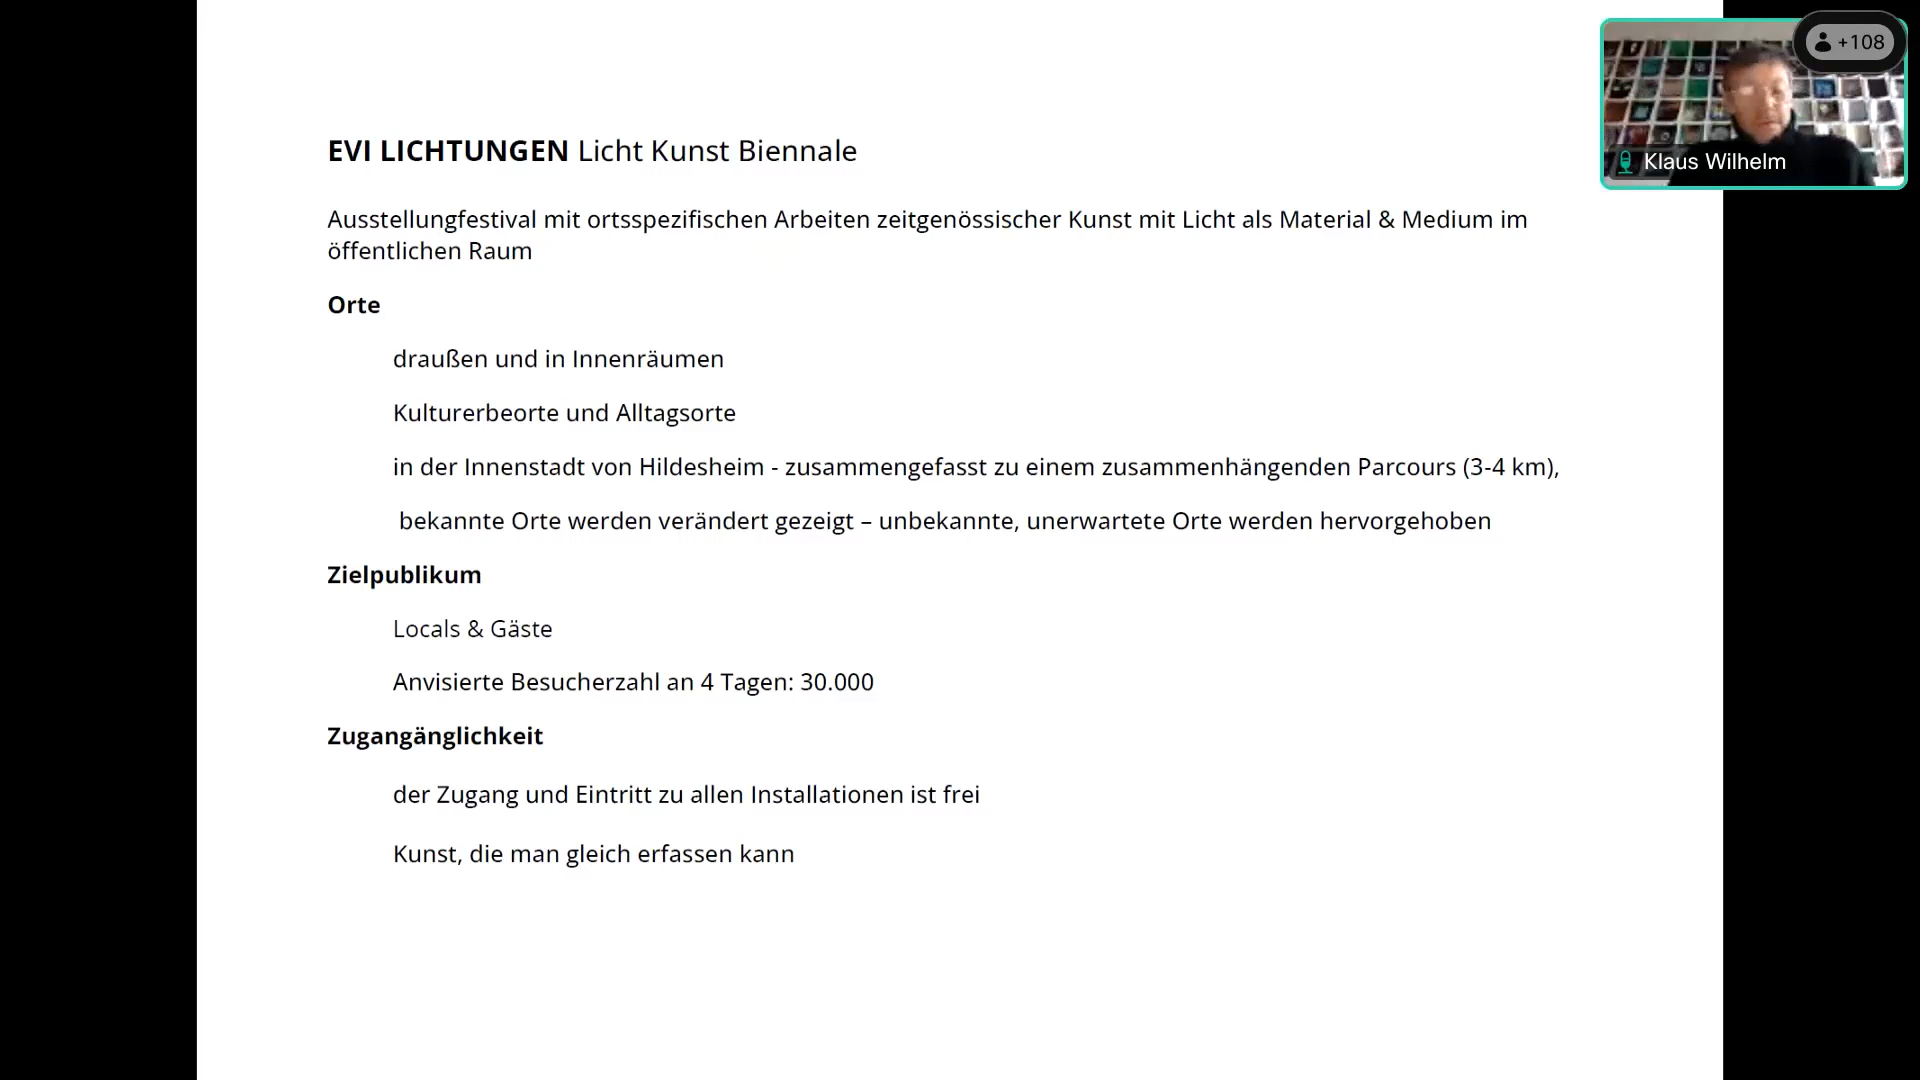 EVI LICHTUNGEN Licht Kunst Biennale
+108
Klaus Wilhelm
Ausstellungfestival mit ortsspezifischen Arbeiten zeitgenössischer Kunst mit Licht als Material & Medium im
öffentlichen Raum
Orte
draußen und in Innenräumen
Kulturerbeorte und Alltagsorte
in der Innenstadt von Hildesheim - zusammengefasst zu einem zusammenhängenden Parcours (3-4 km),
bekannte Orte werden verändert gezeigt – unbekannte, unerwartete Orte werden hervorgehoben
Zielpublikum
Locals & Gäste
Anvisierte Besucherzahl an 4 Tagen: 30.000
Zugangänglichkeit
der Zugang und Eintritt zu allen Installationen ist frei
Kunst, die man gleich erfassen kann